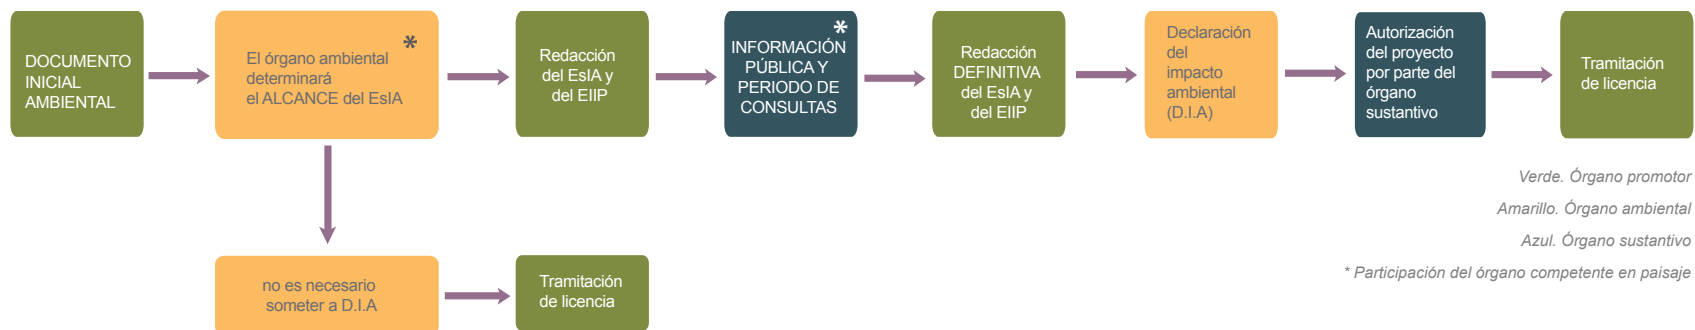 DOCUMENTO
INICIAL
AMBIENTAL
*
El órgano ambiental
determinará
el ALCANCE del EsIA
Redacción
del EsIA y
del EIIP
*
INFORMACIÓN
PÚBLICA Y
PERIODO DE
CONSULTAS
Redacción
DEFINITIVA
del EsIA y
del EIIP
Declaración
del
impacto
ambiental
(D.I.A)
Autorización
del proyecto
por parte del
órgano
sustantivo
Tramitación
de licencia
no es necesario
someter a D.I.A
Tramitación
de licencia
Verde. Órgano promotor
Amarillo. Órgano ambiental
Azul. Órgano sustantivo
* Participación del órgano competente en paisaje